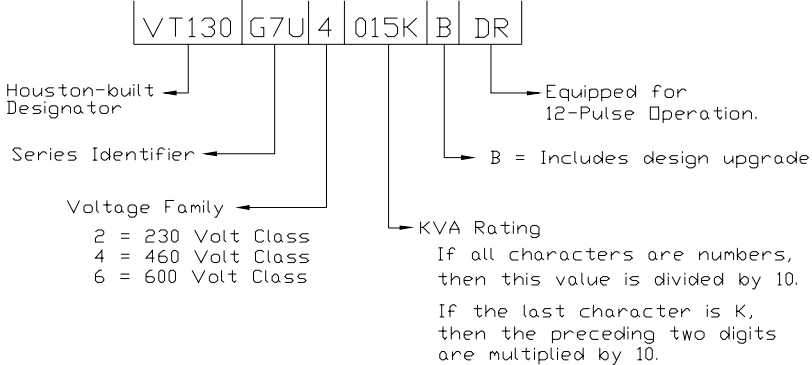 VT130 G7U 4 015K B DR
Houston-built
Designator
Equipped for
12-Pulse Operation.
Series Identifier
B = Includes design upgrade
Voltage Family
2 = 230 Volt Class
4 = 460 Volt Class
6 = 600 Volt Class
KVA Rating
If all characters are numbers,
then this value is divided by 10.
If the last character is K,
then the preceding two digits
are multiplied by 10.